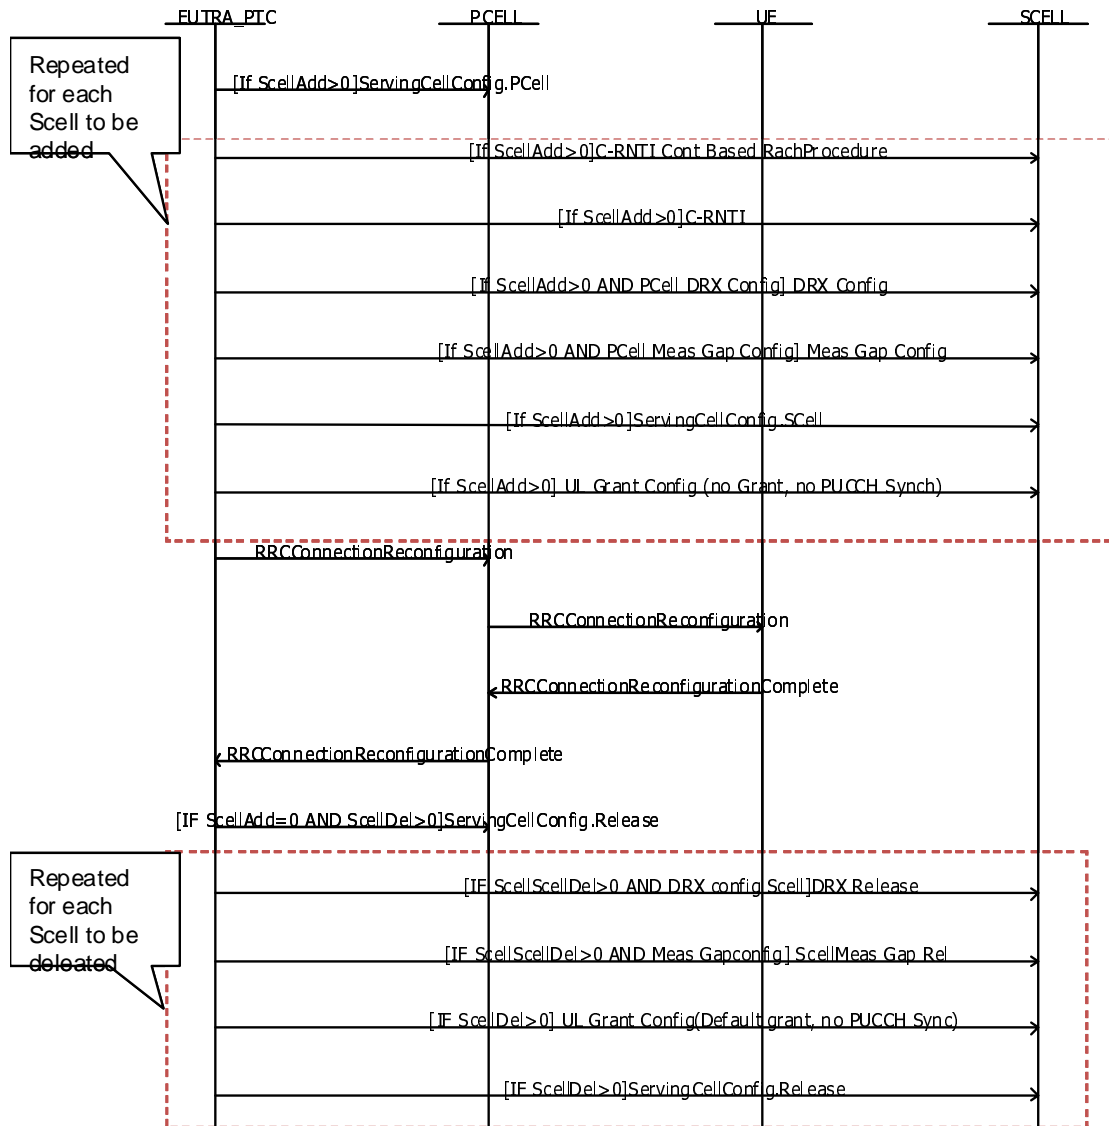 EUTRA_PTC PCELL UE SCELL
Repeated
for each
Scell to be
added
[If ScellAdd>0]ServingCellConfig.PCell
[If ScellAdd>0]C-RNTI Cont Based RachProcedure
[If ScellAdd>0]C-RNTI
[If ScellAdd>0 AND PCell DRX Config] DRX Config
[If ScellAdd>0 AND PCell Meas Gap Config] Meas Gap Config
[If ScellAdd>0]ServingCellConfig.SCell
[If ScellAdd>0] UL Grant Config (no Grant, no PUCCH Synch)
RRCConnectionReconfiguration
RRCConnectionReconfiguration
RRCConnectionReconfigurationComplete
RRCConnectionReconfigurationComplete
[IF ScellAdd=0 AND ScellDel>0]ServingCellConfig.Release
Repeated
for each
Scell to be
deleated
[IF ScellScellDel>0 AND DRX config Scell]DRX Release
[IF ScellScellDel>0 AND Meas Gapconfig] ScellMeas Gap Rel
[IF ScellDel>0] UL Grant Config(Default grant, no PUCCH Sync)
[IF ScellDel>0]ServingCellConfig.Release